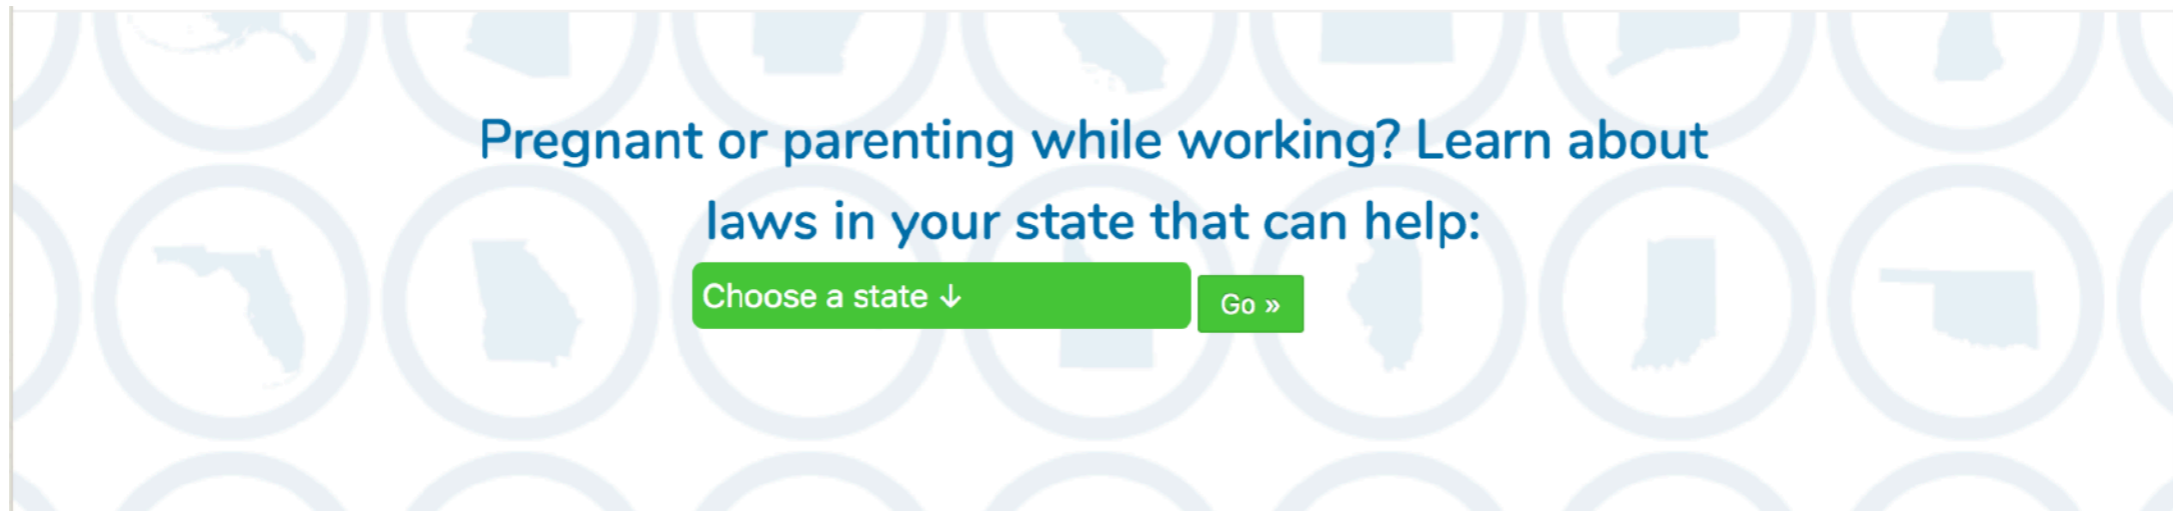 Pregnant or parenting while working? Learn about
laws in your state that can help:
Choose a state ↓
Go »